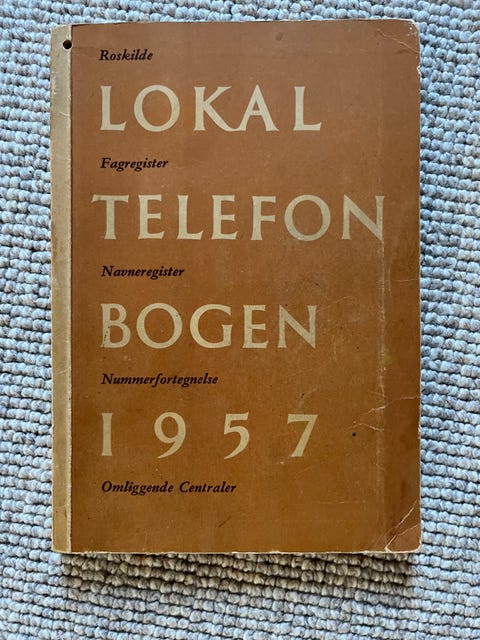 Roskilde
LOKAL
Fagregister
TELEFON
Navneregister
BOGEN
Nummerfortegnelse
1957
Omliggende Centraler